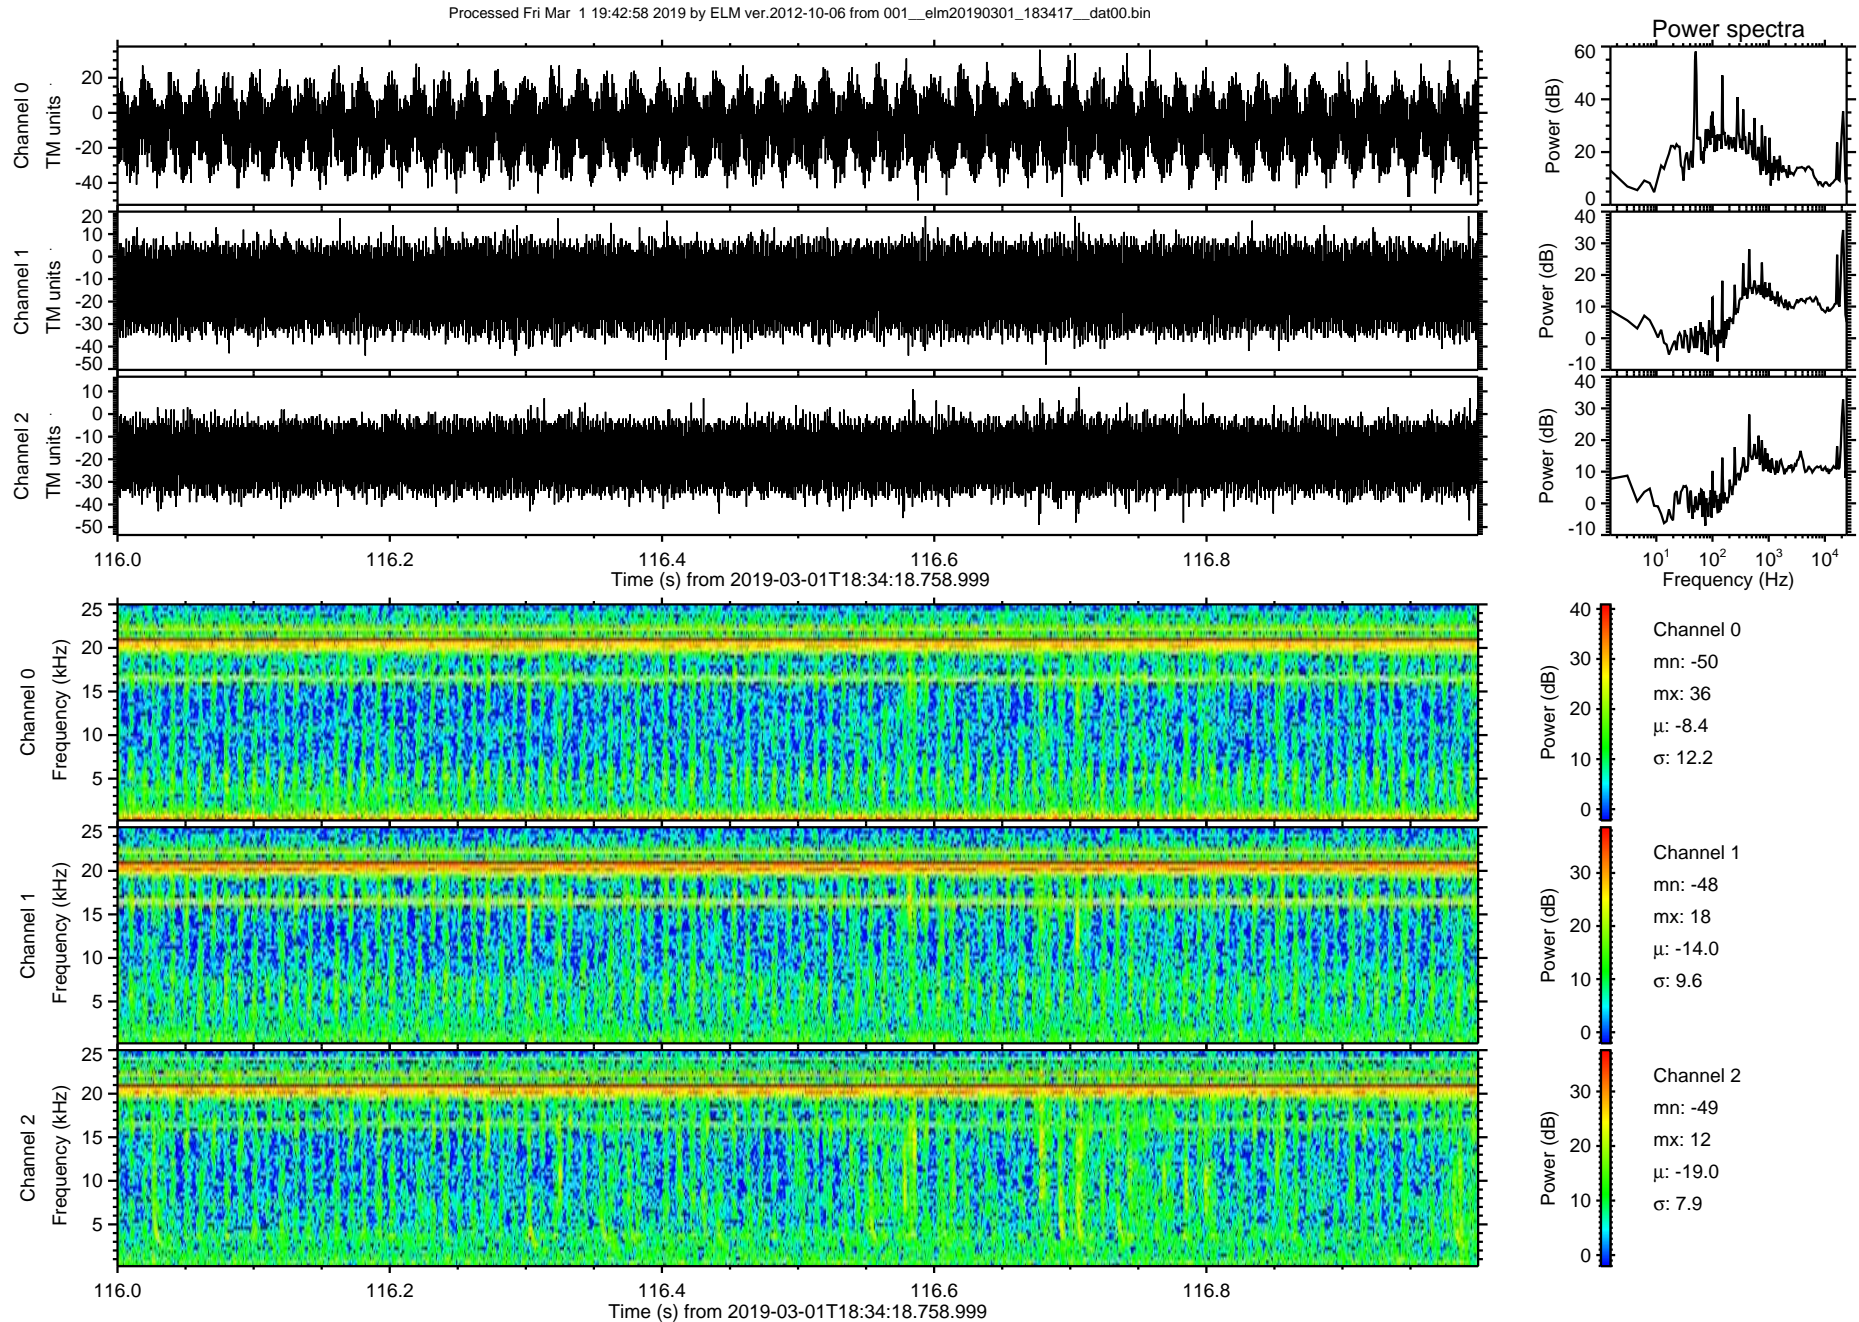 Processed Fri Mar 1 19:42:58 2019 by ELM ver.2012-10-06 from 001__elm20190301_183417__dat00.bin
Power spectra
Channel 0
TM units
20
0
-20
-40
60
40
20
0
Power (dB)
Channel 1
TM units
20
10
0
-10
-20
-30
-40
-50
40
30
20
10
0
-10
Power (dB)
Channel 2
TM units
10
0
-10
-20
-30
-40
-50
40
30
20
10
0
-10
Power (dB)
116.0 116.2 116.4 116.6 116.8
Time (s) from 2019-03-01T18:34:18.758.999
10¹ 10² 10³ 10⁴
Frequency (Hz)
Channel 0
Frequency (kHz)
25
20
15
10
5
Power (dB)
40
30
20
10
0
Channel 0
mn: -50
mx: 36
µ: -8.4
σ: 12.2
Channel 1
Frequency (kHz)
25
20
15
10
5
Power (dB)
30
20
10
0
Channel 1
mn: -48
mx: 18
µ: -14.0
σ: 9.6
Channel 2
Frequency (kHz)
25
20
15
10
5
Power (dB)
30
20
10
0
Channel 2
mn: -49
mx: 12
µ: -19.0
σ: 7.9
116.0 116.2 116.4 116.6 116.8
Time (s) from 2019-03-01T18:34:18.758.999